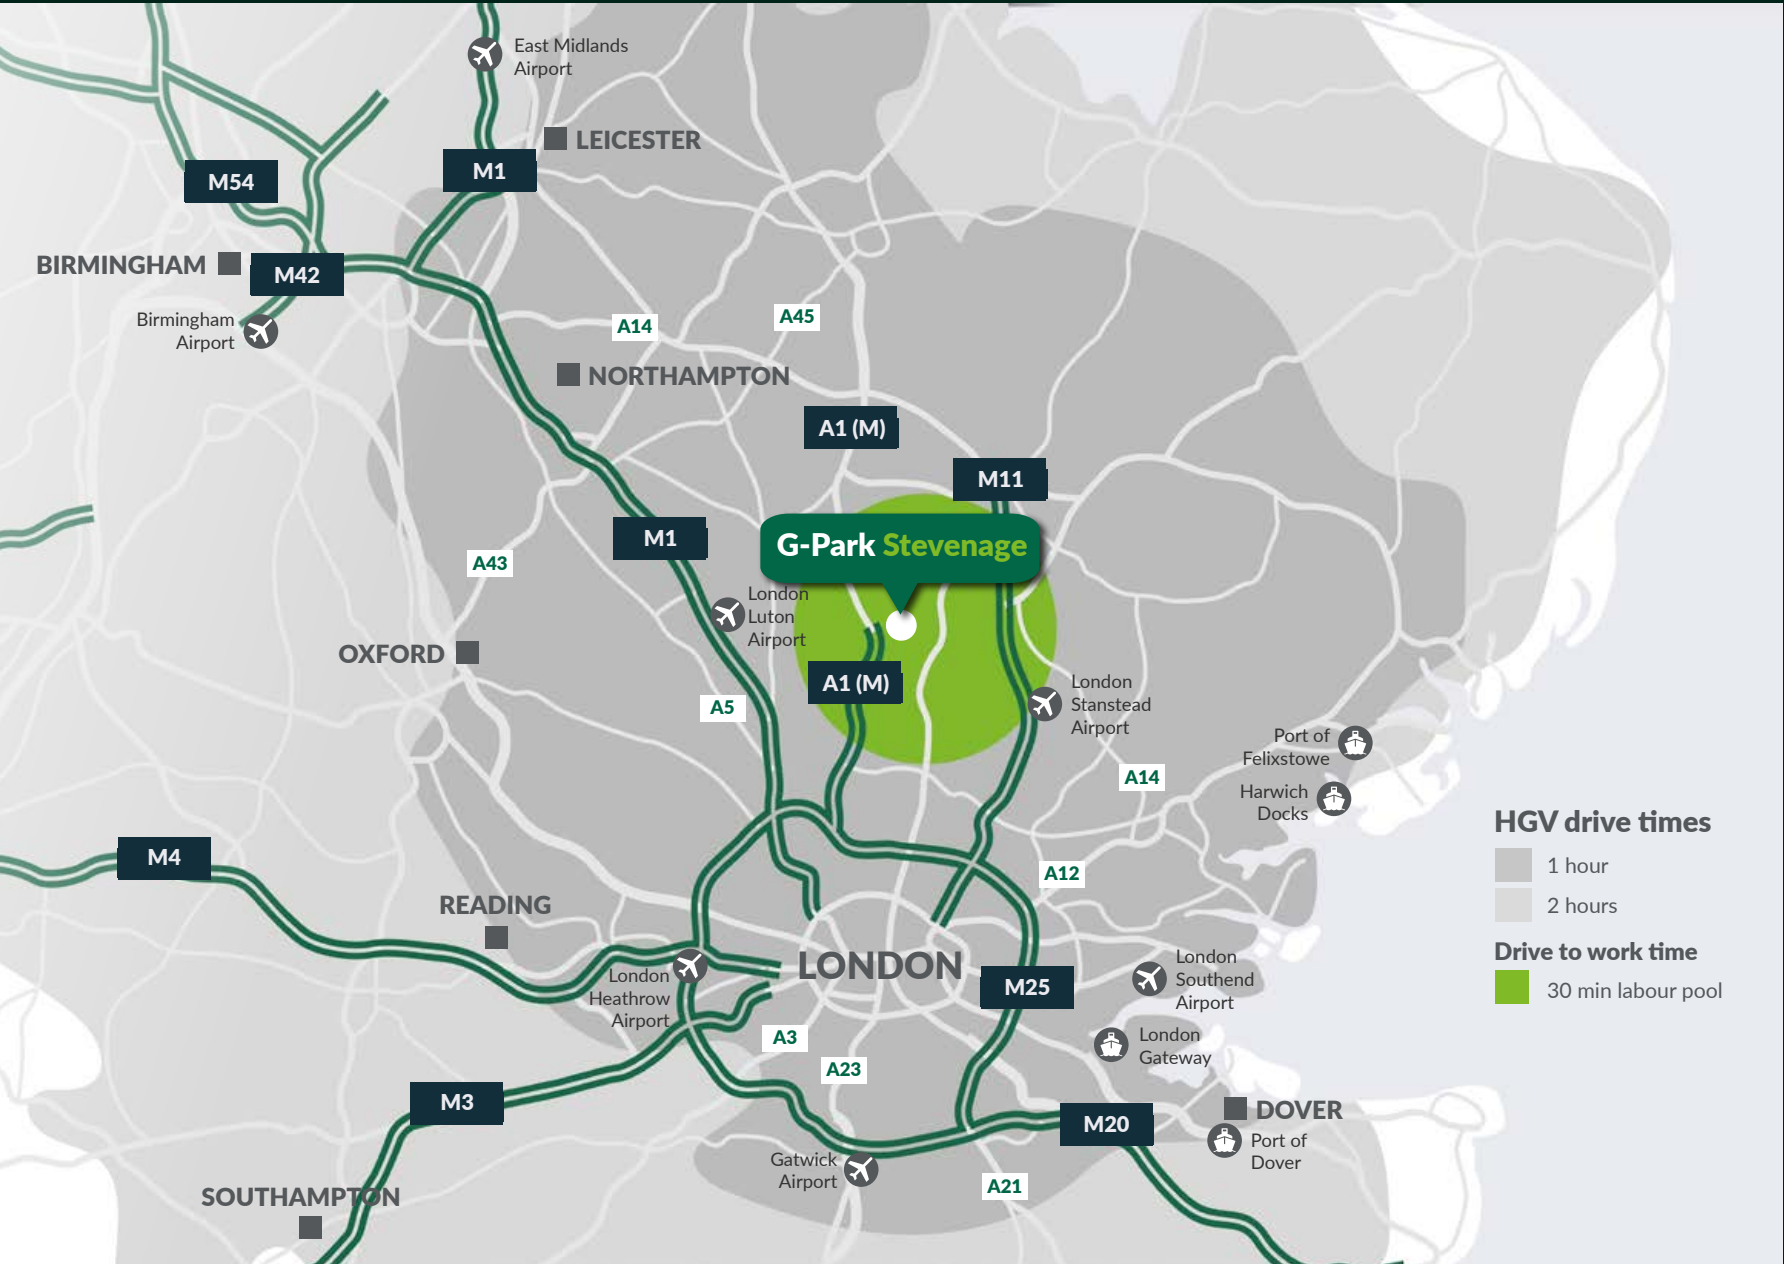 East Midlands
Airport
LEICESTER
M1
M54
BIRMINGHAM
M42
Birmingham
Airport
A14
A45
NORTHAMPTON
A1 (M)
M11
M1
G-Park Stevenage
A43
London
Luton
Airport
OXFORD
A1 (M)
A5
London
Stanstead
Airport
Port of
Felixstowe
A14
Harwich
Docks
HGV drive times
1 hour
2 hours
Drive to work time
30 min labour pool
M4
A12
READING
LONDON
London
Heathrow
Airport
M25
London
Southend
Airport
A3
London
Gateway
A23
M3
DOVER
M20
Port of
Dover
Gatwick
Airport
A21
SOUTHAMPTON